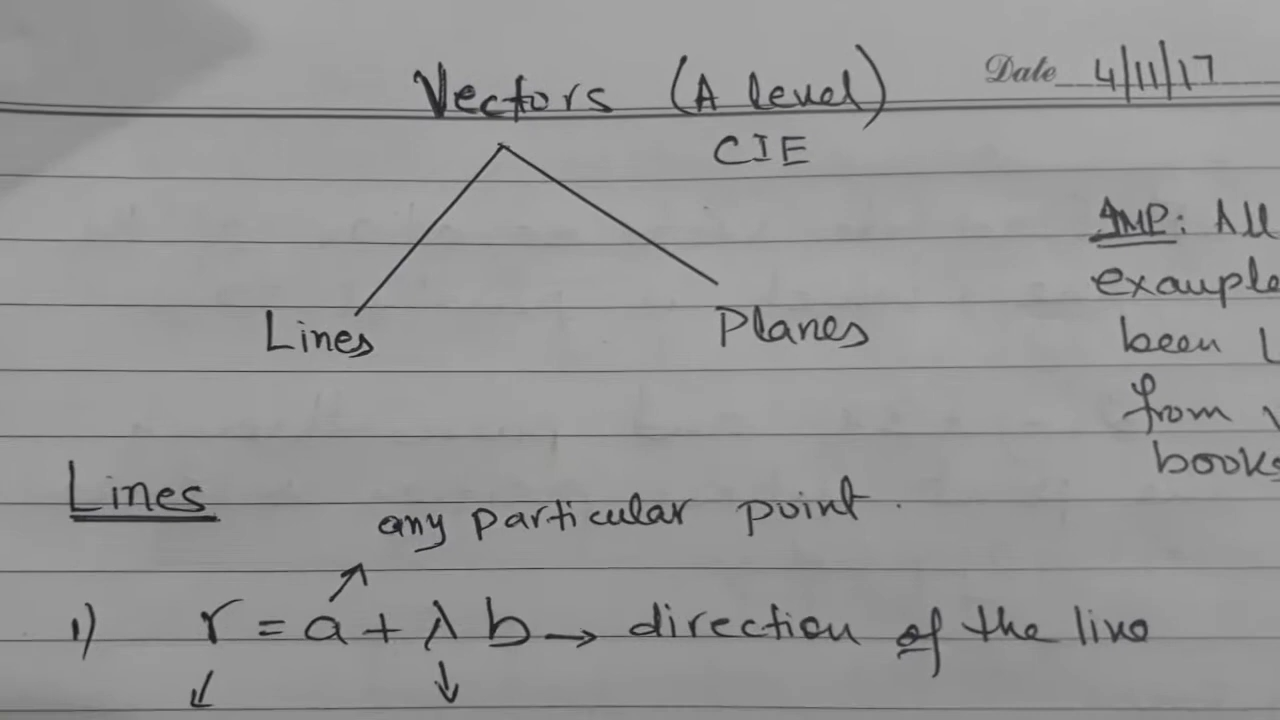 Vectors (A level)
Date 4/11/17
CIE
Lines
Planes
IMP: All
example
been
from
books
Lines
any particular point.
1) r = a + λ b → direction of the line